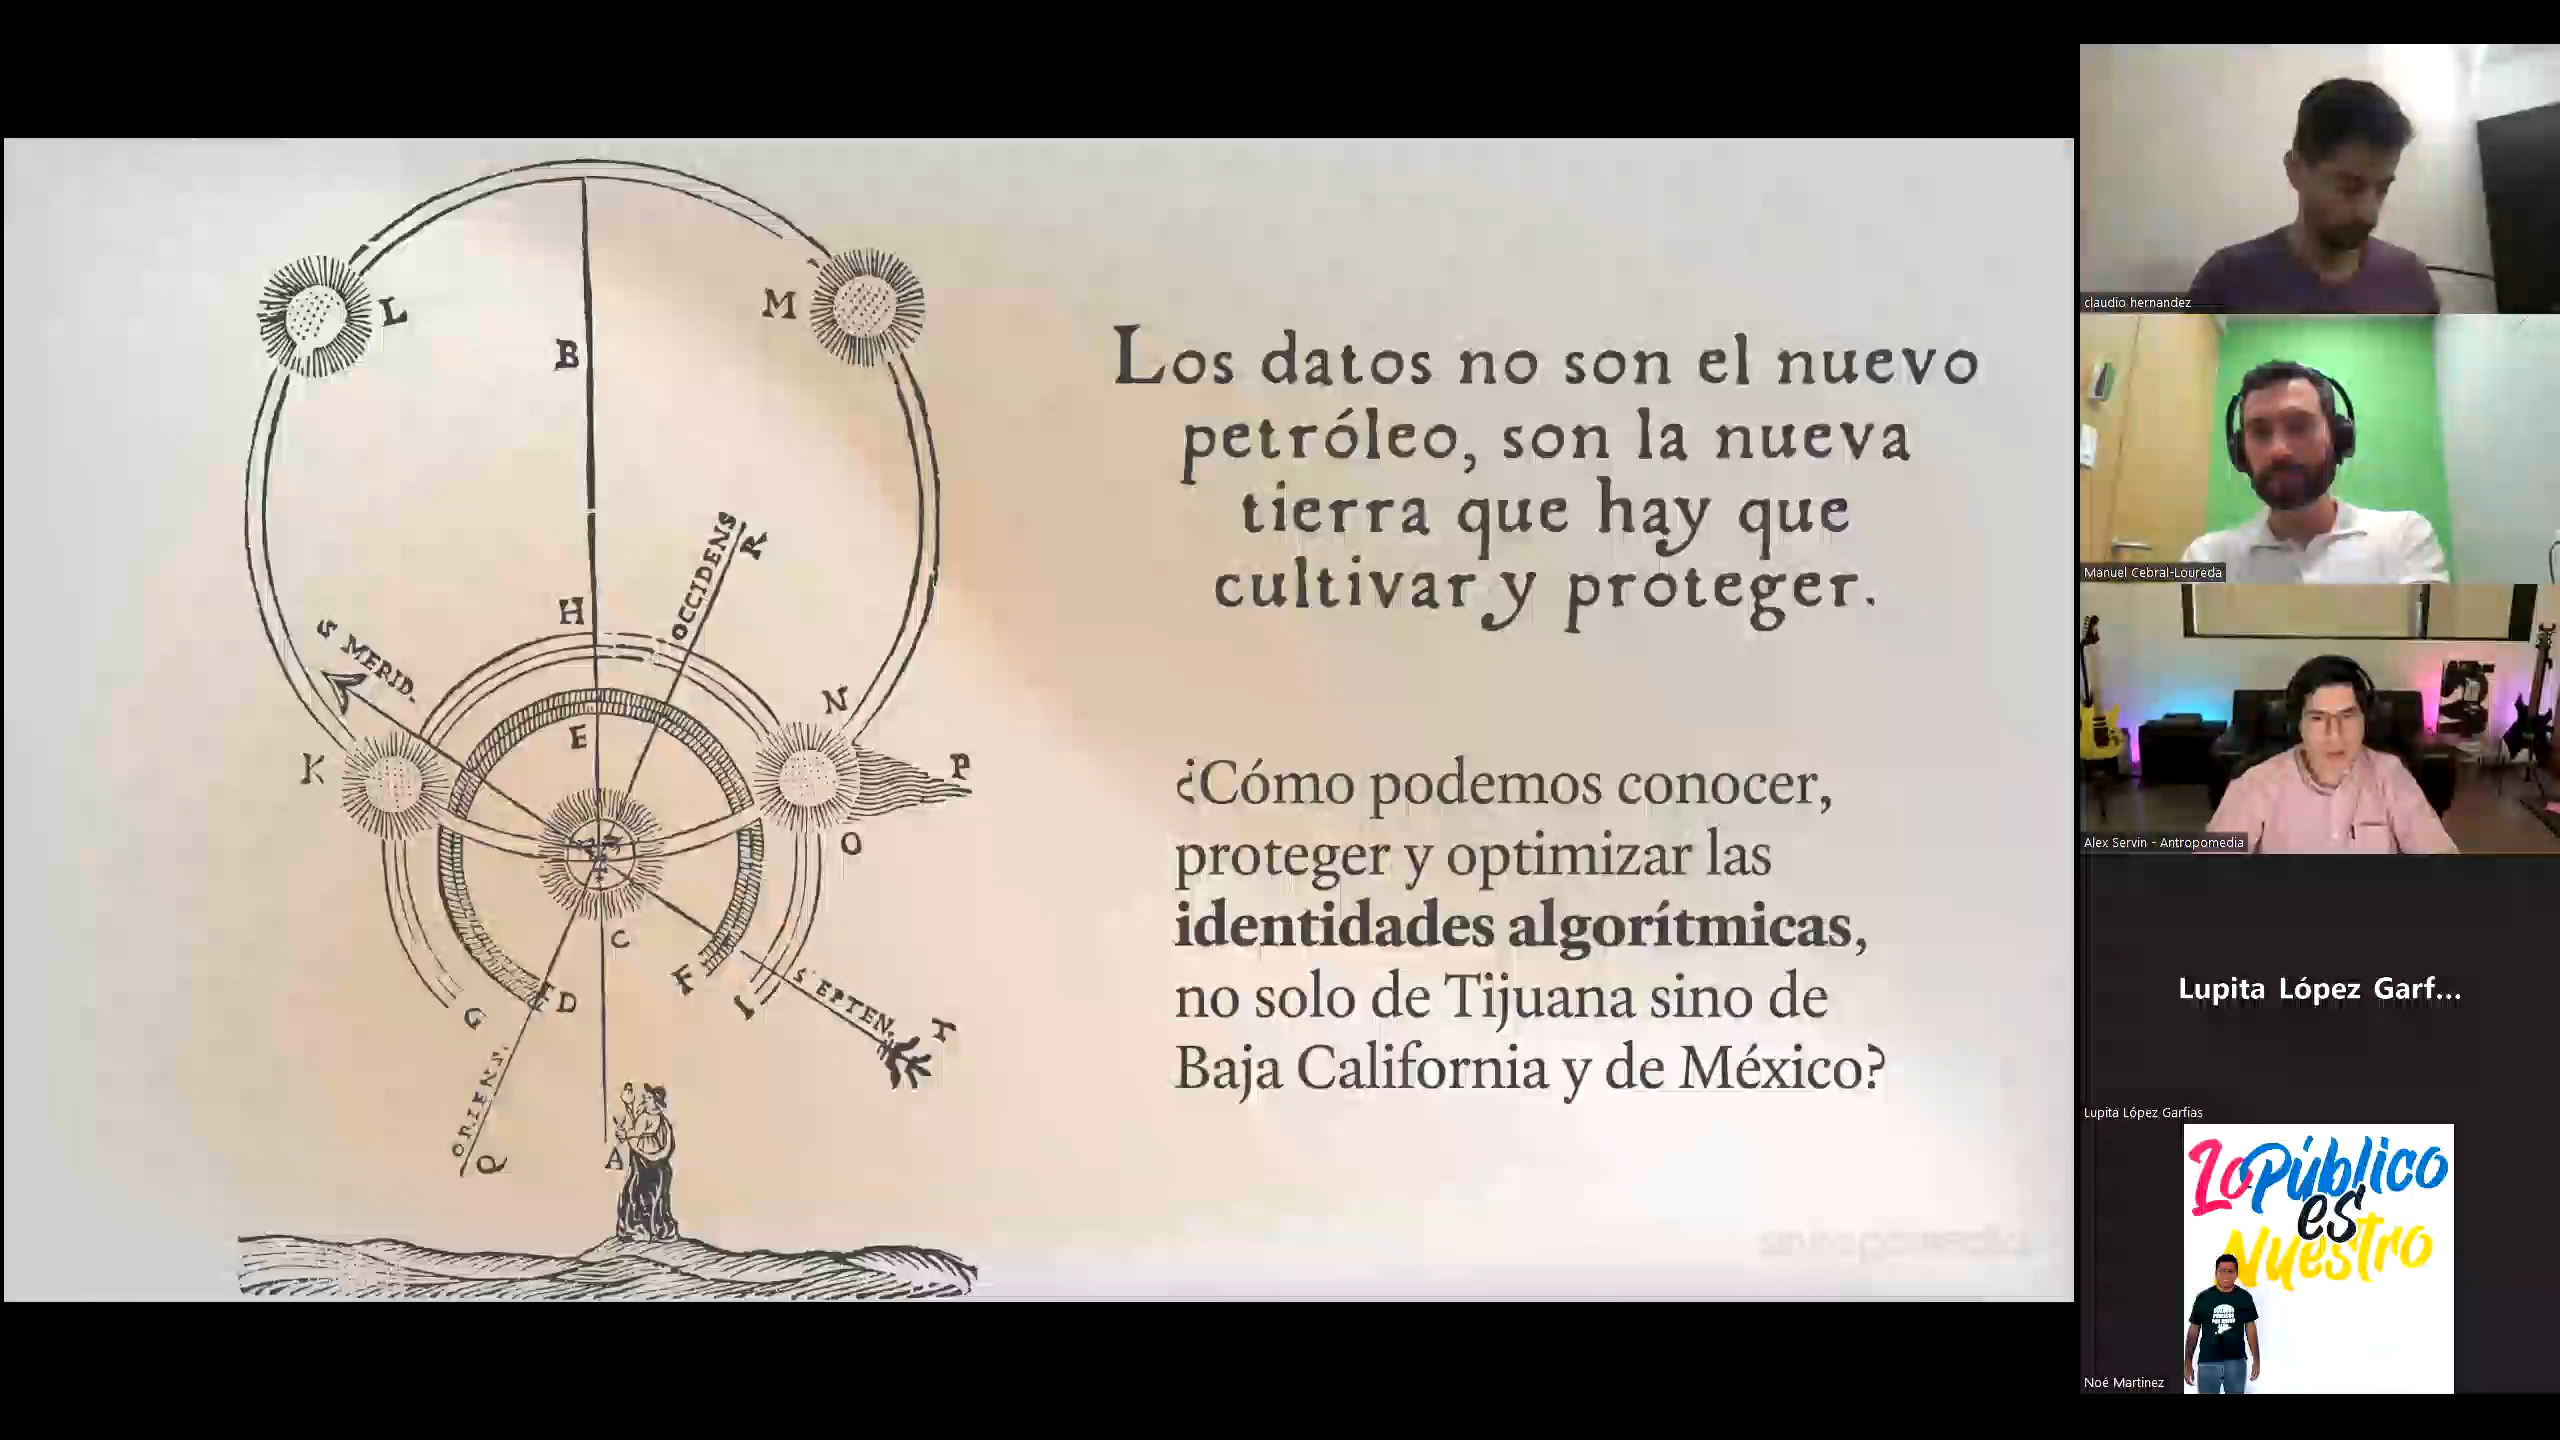 L
M
B
H
OCCIDENS
R
S MERID.
N
E
K
P
O
C
F
I
S'EPTEN.
T
G
D
ORIENS.
Q
A
Los datos no son el nuevo
petróleo, son la nueva
tierra que hay que
cultivar y proteger.
¿Cómo podemos conocer,
proteger y optimizar las
identidades algorítmicas,
no solo de Tijuana sino de
Baja California y de México?
antropomedia
claudio hernandez
Manuel Cebral-Loureda
Alex Servin - Antropomedia
Lupita López Garf...
Lupita López Garfias
Lo Público
es
Nuestro
Noé Martinez